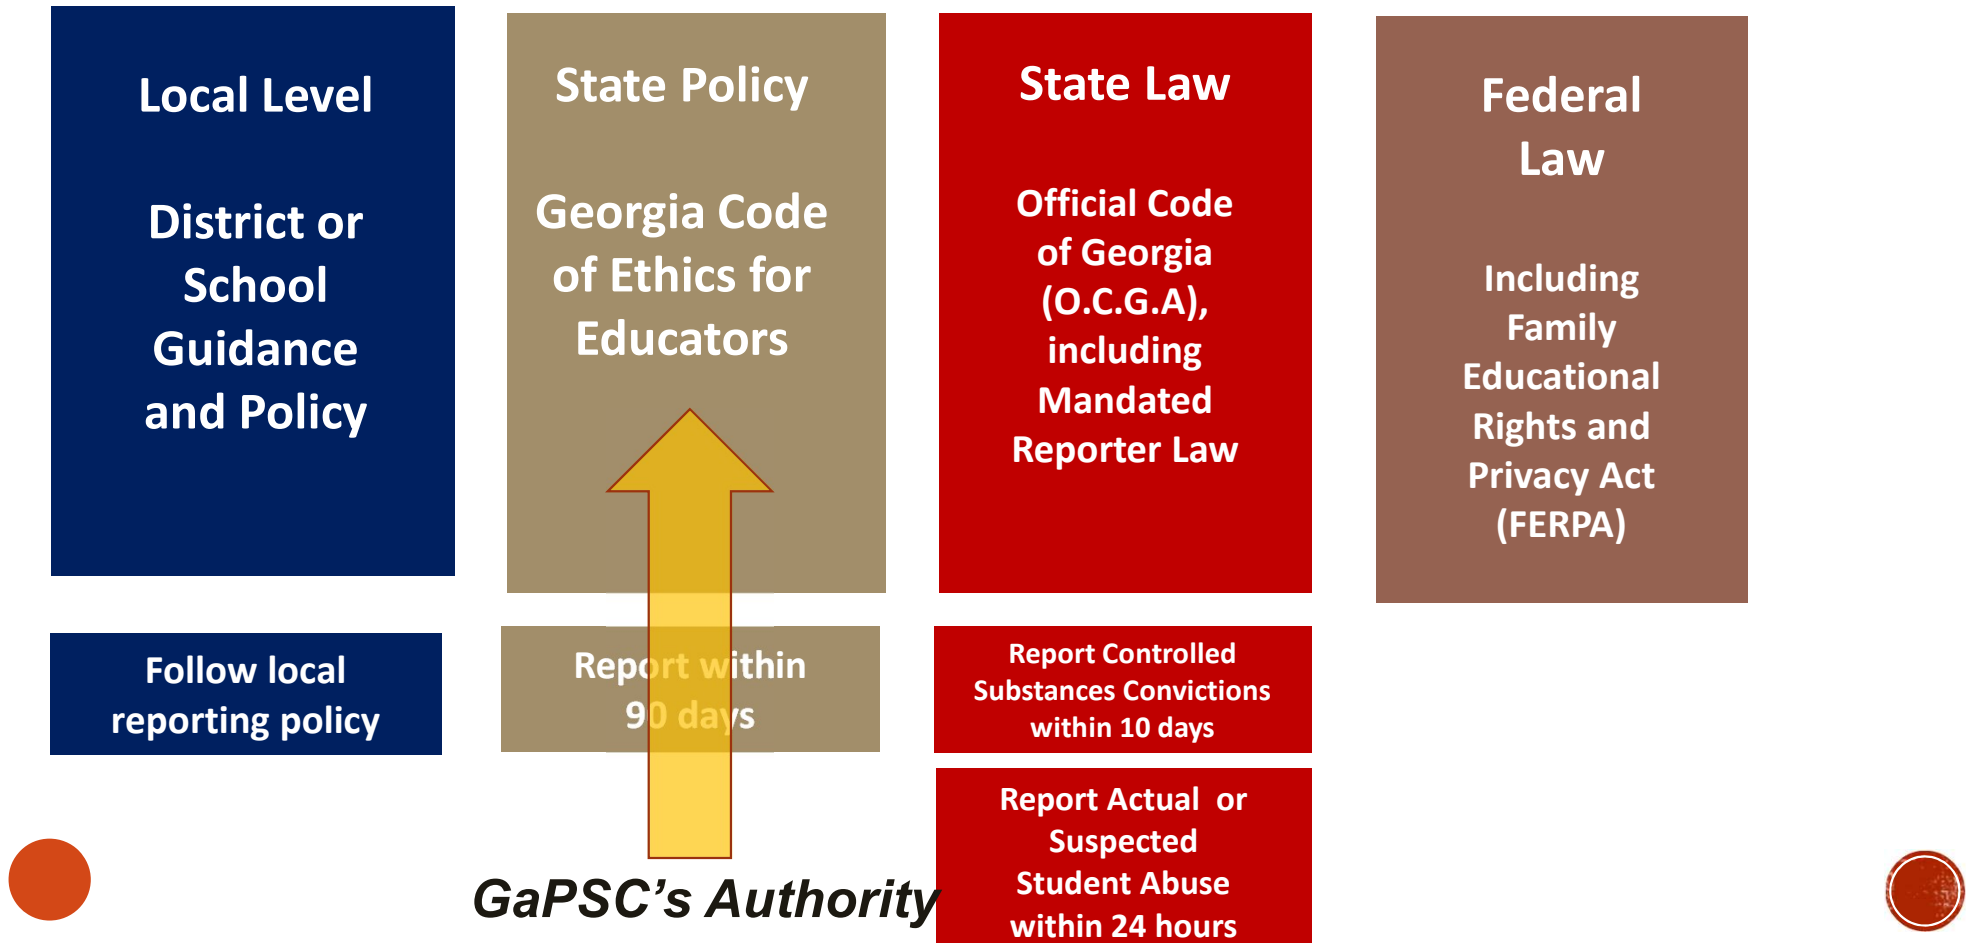 Local Level
District or
School
Guidance
and Policy
Follow local
reporting policy
State Policy
Georgia Code
of Ethics for
Educators
Report within
90 days
GaPSC’s Authority
State Law
Official Code
of Georgia
(O.C.G.A),
including
Mandated
Reporter Law
Report Controlled
Substances Convictions
within 10 days
Report Actual or
Suspected
Student Abuse
within 24 hours
Federal
Law
Including
Family
Educational
Rights and
Privacy Act
(FERPA)